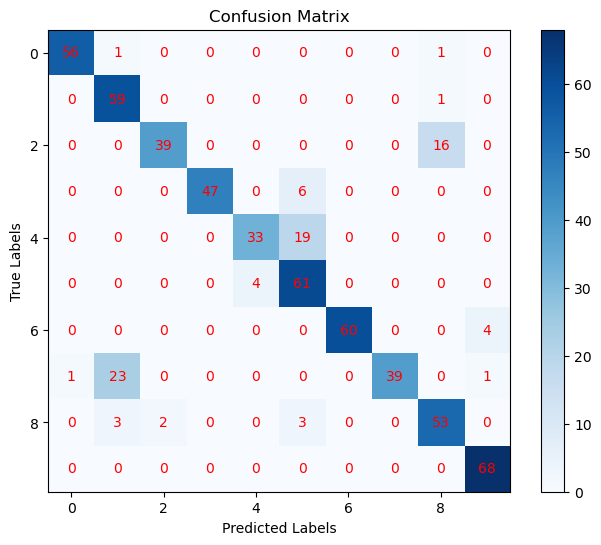 Confusion Matrix
True Labels
0 56 1 0 0 0 0 0 0 1 0
0 59 0 0 0 0 0 0 1 0
2 0 0 39 0 0 0 0 0 16 0
0 0 0 47 0 6 0 0 0 0
4 0 0 0 0 33 19 0 0 0 0
0 0 0 0 4 61 0 0 0 0
6 0 0 0 0 0 0 60 0 0 4
1 23 0 0 0 0 0 39 0 1
8 0 3 2 0 0 3 0 0 53 0
0 0 0 0 0 0 0 0 0 68
0 2 4 6 8
Predicted Labels
60
50
40
30
20
10
0